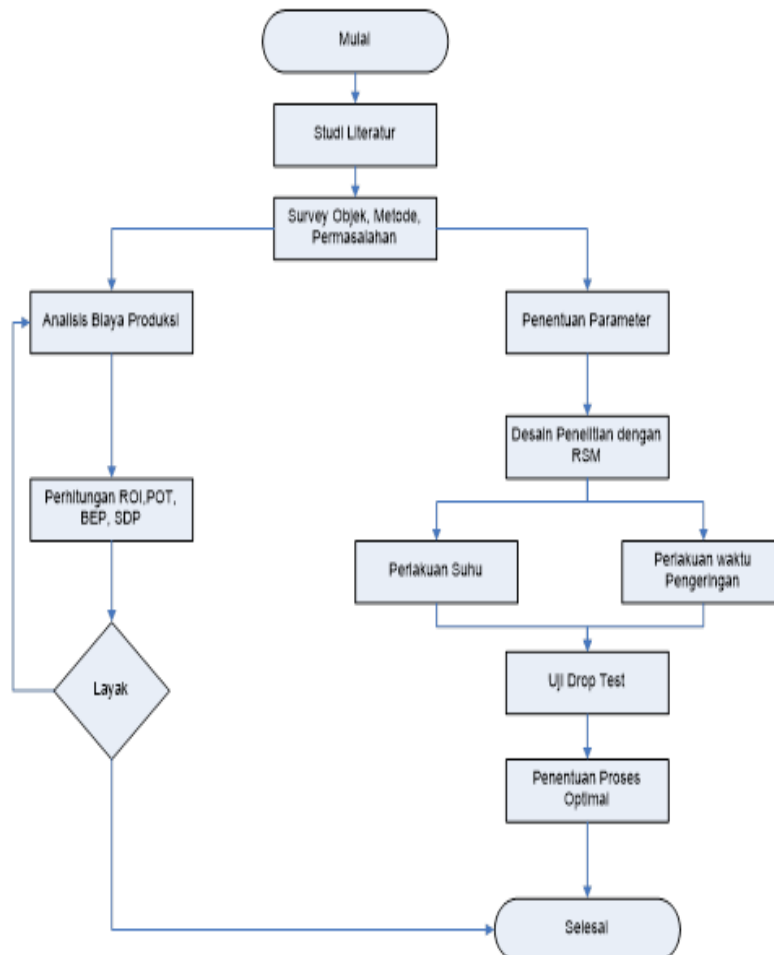 Mulai
Studi Literatur
Survey Objek, Metode,
Permasalahan
Analisis Biaya Produksi
Penentuan Parameter
Desain Penelitian dengan
RSM
Perhitungan ROI,POT,
BEP, SDP
Perlakuan Suhu
Perlakuan waktu
Pengeringan
Layak
Uji Drop Test
Penentuan Proses
Optimal
Selesai